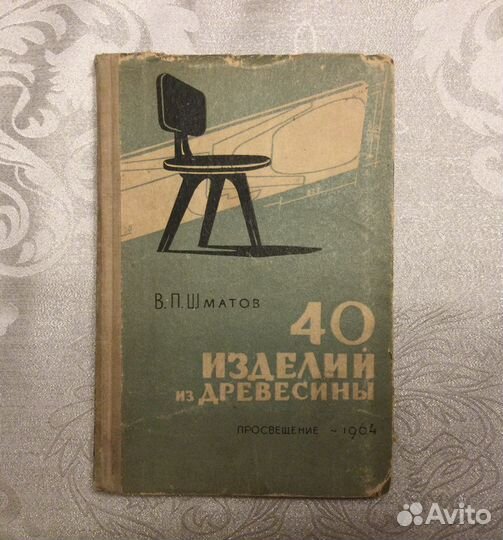 В. П. Шматов
40
ИЗДЕЛИЙ
ИЗ ДРЕВЕСИНЫ
ПРОСВЕЩЕНИЕ - 1964
Avito